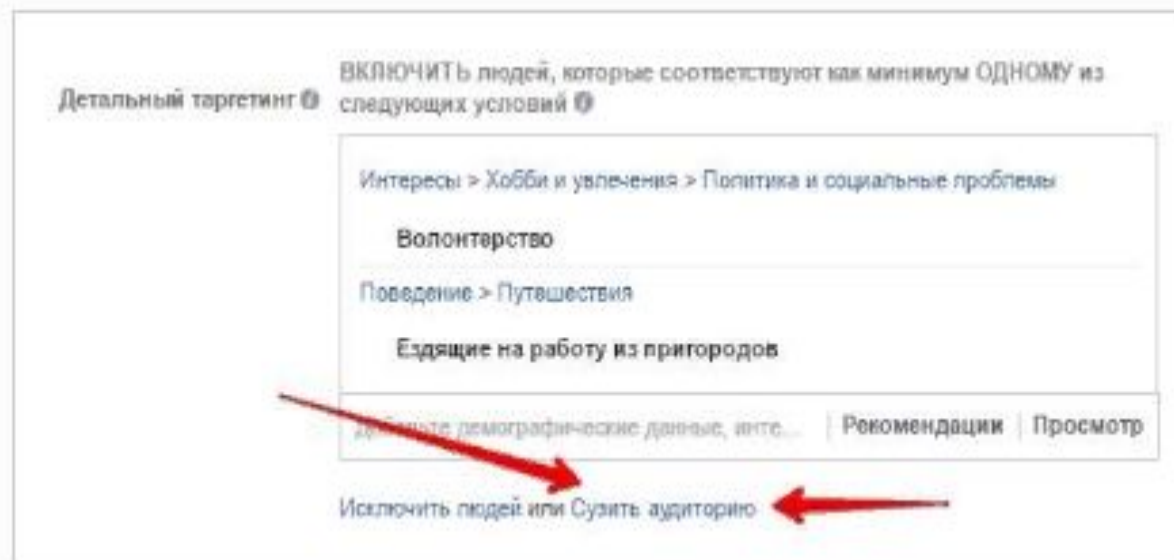 ВКЛЮЧИТЬ людей, которые соответствуют как минимум ОДНОМУ из
Детальный таргетинг
следующих условий
Интересы > Хобби и увлечения > Политика и социальные проблемы
Волонтерство
Поведение > Путешествия
Ездящие на работу из пригородов
Добавьте демографические данные, инте... | Рекомендации | Просмотр
Исключить людей или Сузить аудиторию